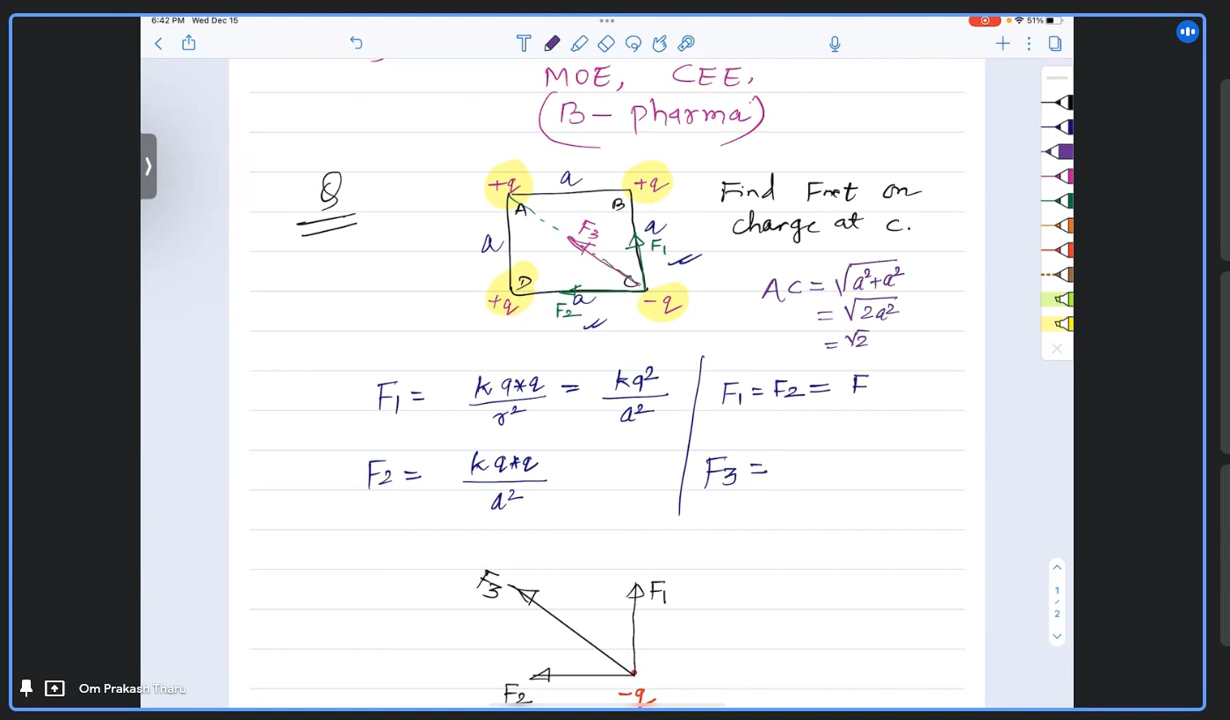 6:42 PM Wed Dec 15
51%
MOE, CEE,
(B- pharma)
Q
+q a +q
A B
a F3 a F1
D C
+q a -q
F2
Find Fnet on
charge at c.
AC = √a²+a²
= √2a²
= √2
F1 = k q*q / r² = kq² / a²
F2 = k q*q / a²
F1 = F2 = F
F3 =
F3 F1
F2 -q
1 / 2
Om Prakash Tharu